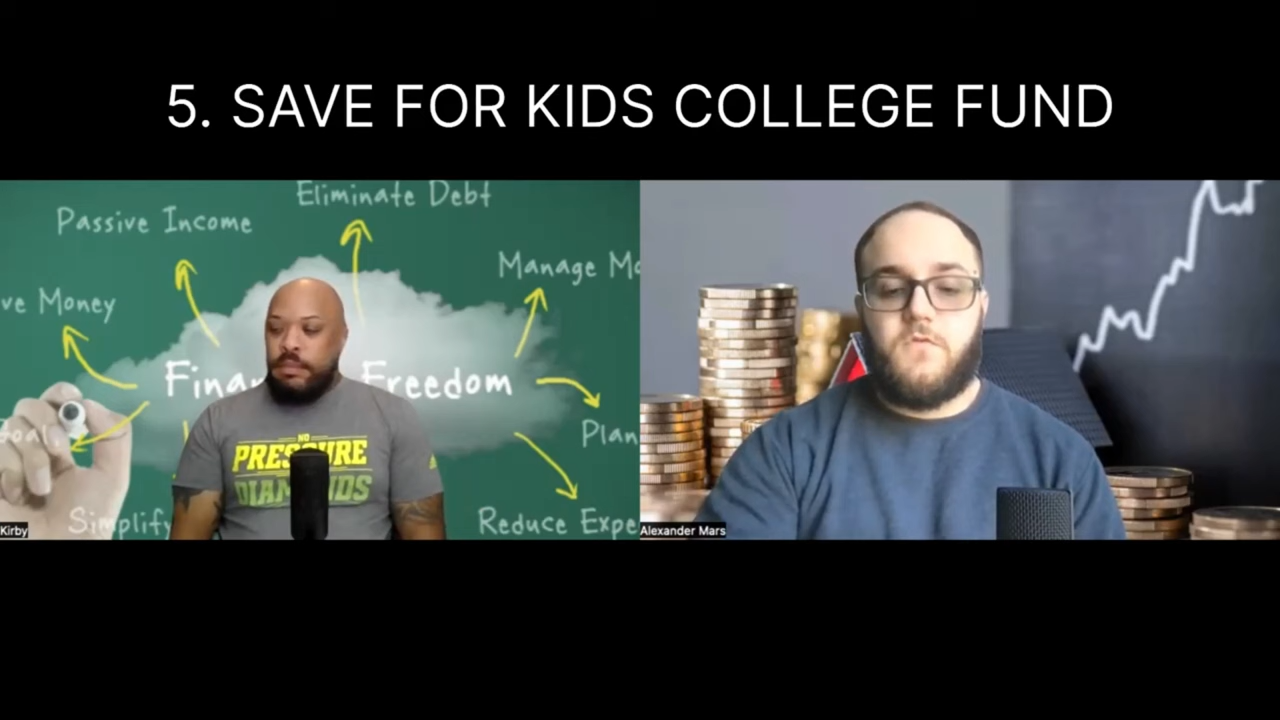 5. SAVE FOR KIDS COLLEGE FUND
Eliminate Debt
Passive Income
Manage
ve Money
Freedom
Plan
Goal
NO
PRESSURE
DIAMONDS
Simplify
Reduce Expe
Kirby
Alexander Mars